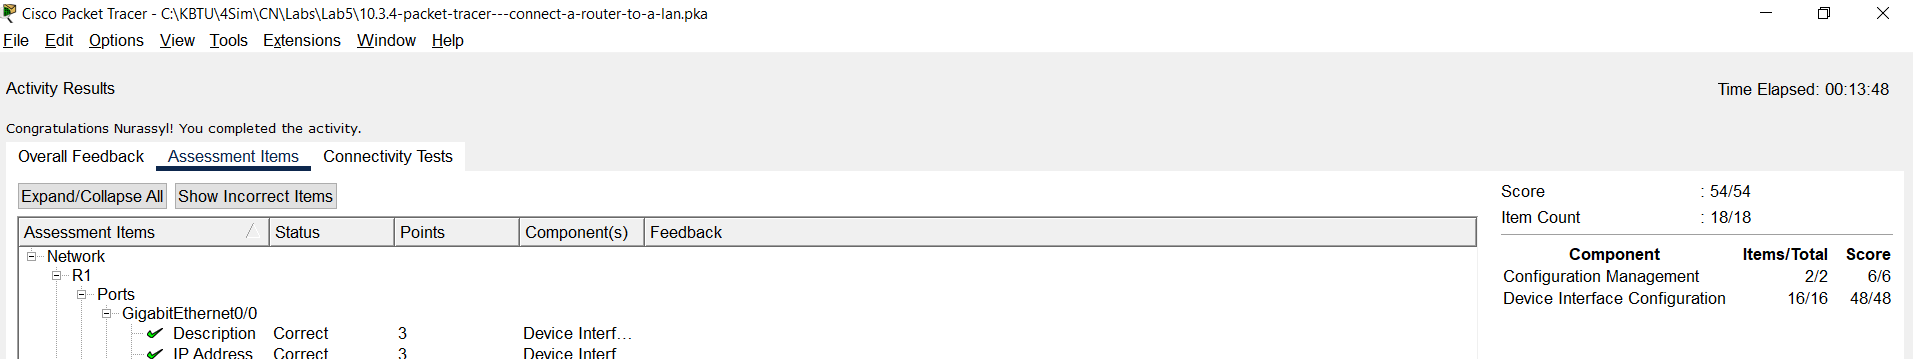 Cisco Packet Tracer - C:\KBTU\4Sim\CN\Labs\Lab5\10.3.4-packet-tracer---connect-a-router-to-a-lan.pka
File Edit Options View Tools Extensions Window Help
Activity Results
Time Elapsed: 00:13:48
Congratulations Nurassyl! You completed the activity.
Overall Feedback Assessment Items Connectivity Tests
Expand/Collapse All Show Incorrect Items
Assessment Items Status Points Component(s) Feedback
Network
R1
Ports
GigabitEthernet0/0
Description Correct 3 Device Interf...
IP Address Correct 3 Device Interf
Score : 54/54
Item Count : 18/18
Component Items/Total Score
Configuration Management 2/2 6/6
Device Interface Configuration 16/16 48/48